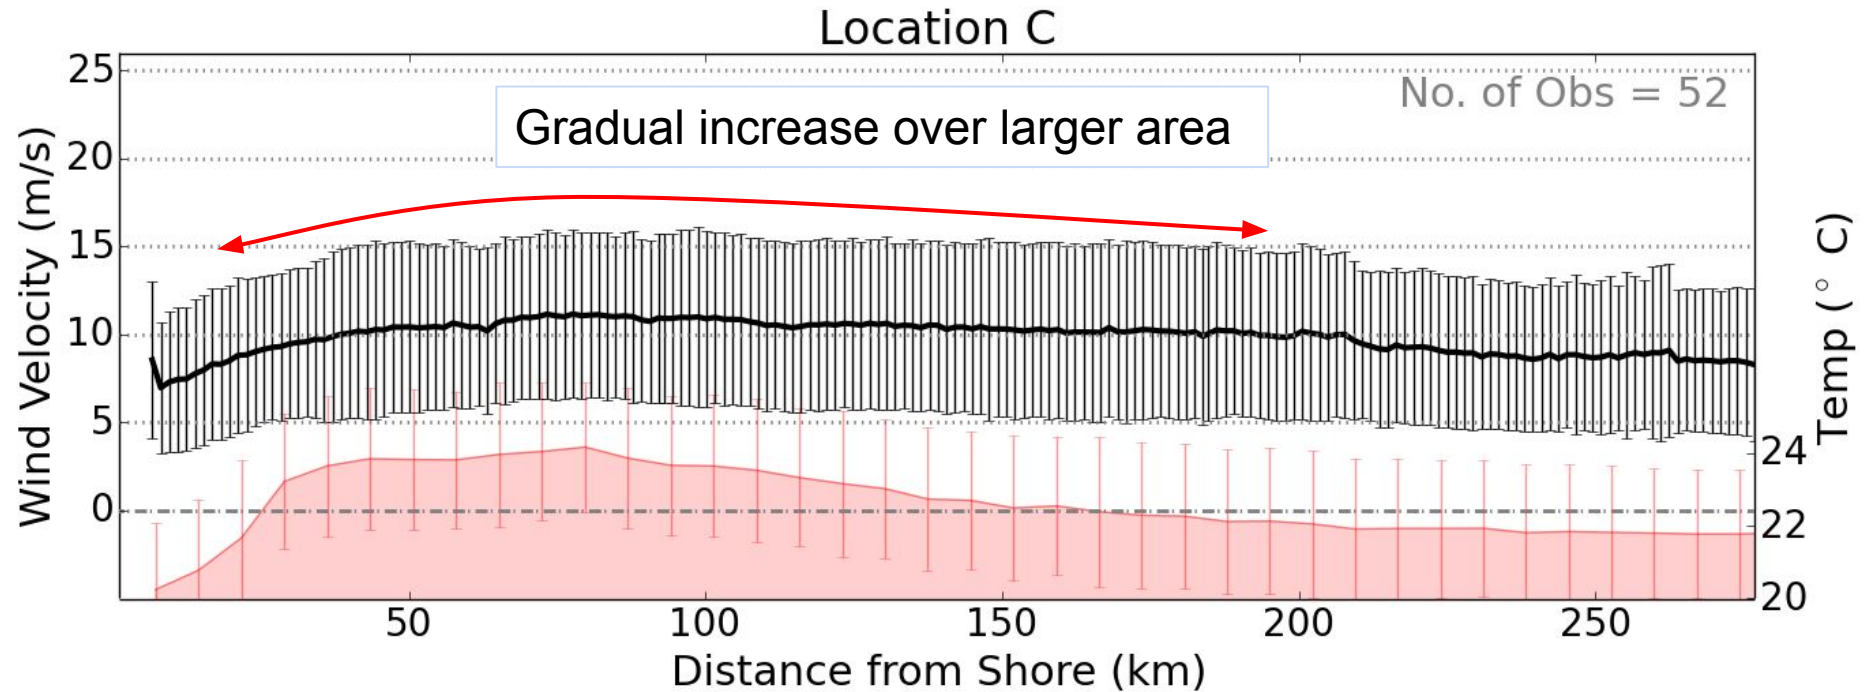 Location C
No. of Obs = 52
Gradual increase over larger area
Wind Velocity (m/s)
25
20
15
10
5
0
Temp (° C)
24
22
20
50 100 150 200 250
Distance from Shore (km)